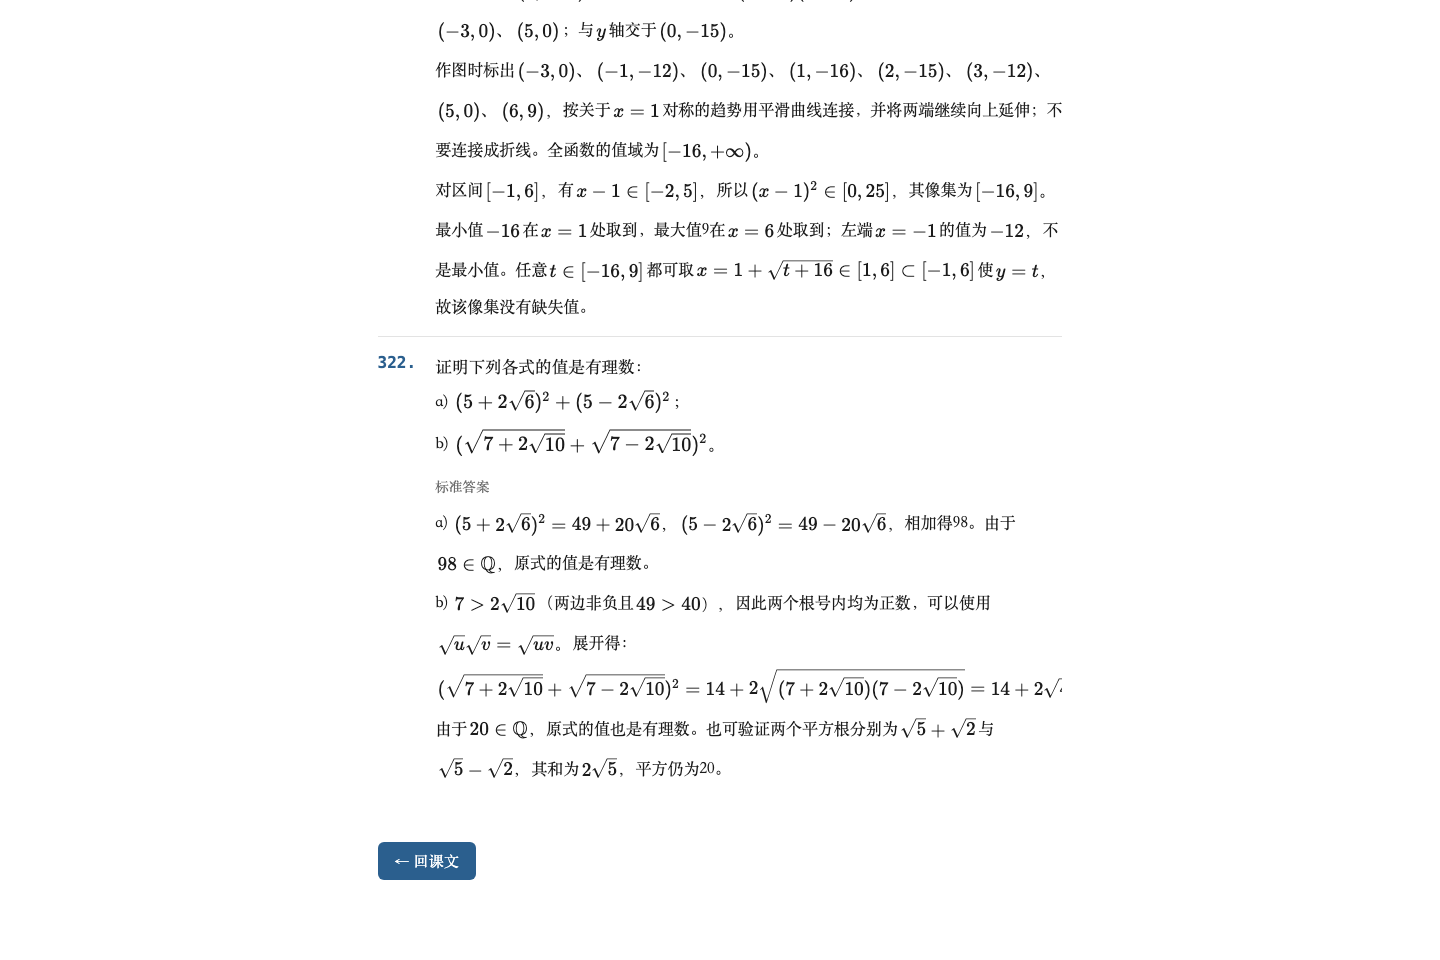 (−3, 0)、 (5, 0)；与 y 轴交于 (0, −15)。
作图时标出 (−3, 0)、 (−1, −12)、 (0, −15)、 (1, −16)、 (2, −15)、 (3, −12)、
(5, 0)、 (6, 9)，按关于 x = 1 对称的趋势用平滑曲线连接，并将两端继续向上延伸；不
要连接成折线。全函数的值域为 [−16, +∞)。
对区间 [−1, 6]，有 x − 1 ∈ [−2, 5]，所以 (x − 1)² ∈ [0, 25]，其像集为 [−16, 9]。
最小值 −16 在 x = 1 处取到，最大值9在 x = 6 处取到；左端 x = −1 的值为 −12，不
是最小值。任意 t ∈ [−16, 9] 都可取 x = 1 + √(t + 16) ∈ [1, 6] ⊂ [−1, 6] 使 y = t，
故该像集没有缺失值。
322. 证明下列各式的值是有理数：
a) (5 + 2√6)² + (5 − 2√6)²；
b) (√(7 + 2√10) + √(7 − 2√10))²。
标准答案
a) (5 + 2√6)² = 49 + 20√6， (5 − 2√6)² = 49 − 20√6，相加得98。由于
98 ∈ ℚ，原式的值是有理数。
b) 7 > 2√10（两边非负且 49 > 40），因此两个根号内均为正数，可以使用
√u√v = √uv。展开得：
(√(7 + 2√10) + √(7 − 2√10))² = 14 + 2√((7 + 2√10)(7 − 2√10)) = 14 + 2√
由于 20 ∈ ℚ，原式的值也是有理数。也可验证两个平方根分别为 √5 + √2 与
√5 − √2，其和为 2√5，平方仍为20。
← 回课文